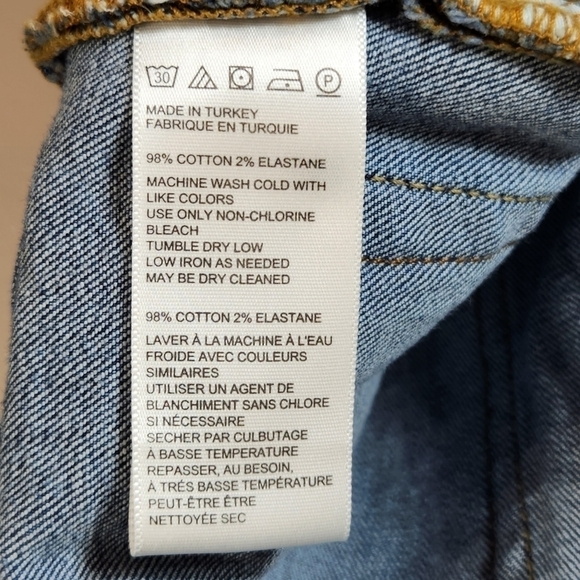 30 P
MADE IN TURKEY
FABRIQUE EN TURQUIE
98% COTTON 2% ELASTANE
MACHINE WASH COLD WITH
LIKE COLORS
USE ONLY NON-CHLORINE
BLEACH
TUMBLE DRY LOW
LOW IRON AS NEEDED
MAY BE DRY CLEANED
98% COTTON 2% ELASTANE
LAVER À LA MACHINE À L'EAU
FROIDE AVEC COULEURS
SIMILAIRES
UTILISER UN AGENT DE
BLANCHIMENT SANS CHLORE
SI NÉCESSAIRE
SECHER PAR CULBUTAGE
À BASSE TEMPÉRATURE
REPASSER, AU BESOIN,
À TRÉS BASSE TEMPÉRATURE
PEUT-ÊTRE ÊTRE
NETTOYÉE SEC